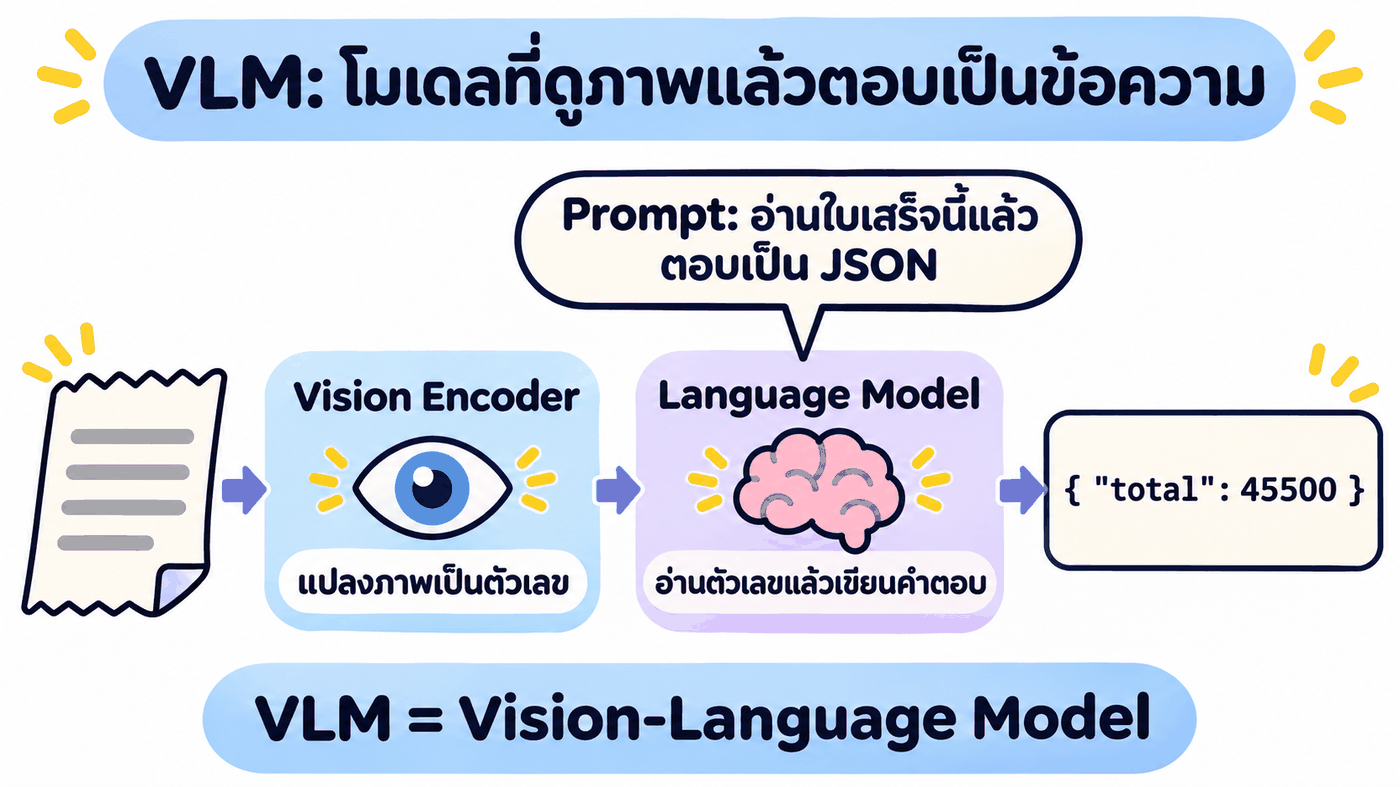 VLM: โมเดลที่ดูภาพแล้วตอบเป็นข้อความ
Prompt: อ่านใบเสร็จนี้แล้ว
ตอบเป็น JSON
Vision Encoder
แปลงภาพเป็นตัวเลข
Language Model
อ่านตัวเลขแล้วเขียนคำตอบ
{ "total": 45500 }
VLM = Vision-Language Model